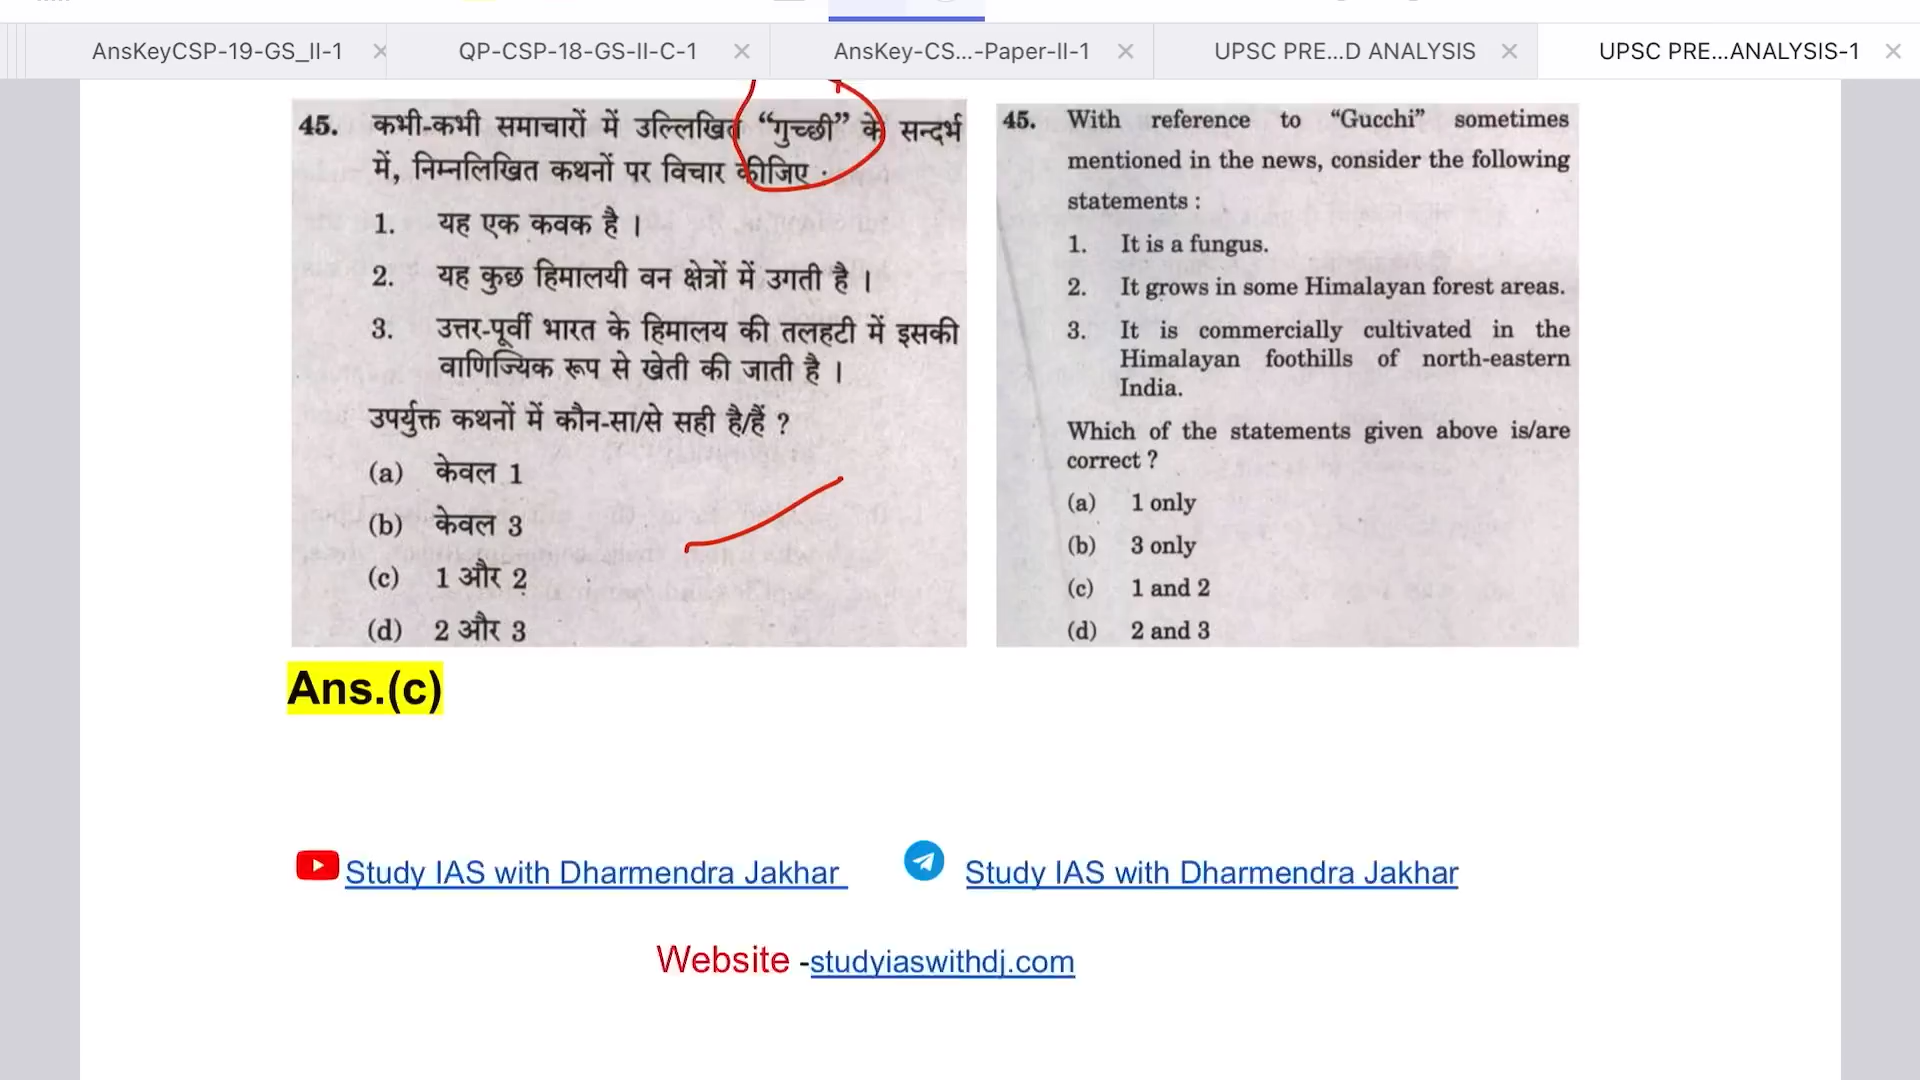 AnsKeyCSP-19-GS_II-1
QP-CSP-18-GS-II-C-1
AnsKey-CS...-Paper-II-1
UPSC PRE...D ANALYSIS
UPSC PRE...ANALYSIS-1
45. कभी-कभी समाचारों में उल्लिखित “गुच्छी” के सन्दर्भ
में, निम्नलिखित कथनों पर विचार कीजिए :
1. यह एक कवक है ।
2. यह कुछ हिमालयी वन क्षेत्रों में उगती है ।
3. उत्तर-पूर्वी भारत के हिमालय की तलहटी में इसकी
वाणिज्यिक रूप से खेती की जाती है ।
उपर्युक्त कथनों में कौन-सा/से सही है/हैं ?
(a) केवल 1
(b) केवल 3
(c) 1 और 2
(d) 2 और 3
45. With reference to “Gucchi” sometimes
mentioned in the news, consider the following
statements :
1. It is a fungus.
2. It grows in some Himalayan forest areas.
3. It is commercially cultivated in the
Himalayan foothills of north-eastern
India.
Which of the statements given above is/are
correct ?
(a) 1 only
(b) 3 only
(c) 1 and 2
(d) 2 and 3
Ans.(c)
Study IAS with Dharmendra Jakhar
Study IAS with Dharmendra Jakhar
Website -studyiaswithdj.com